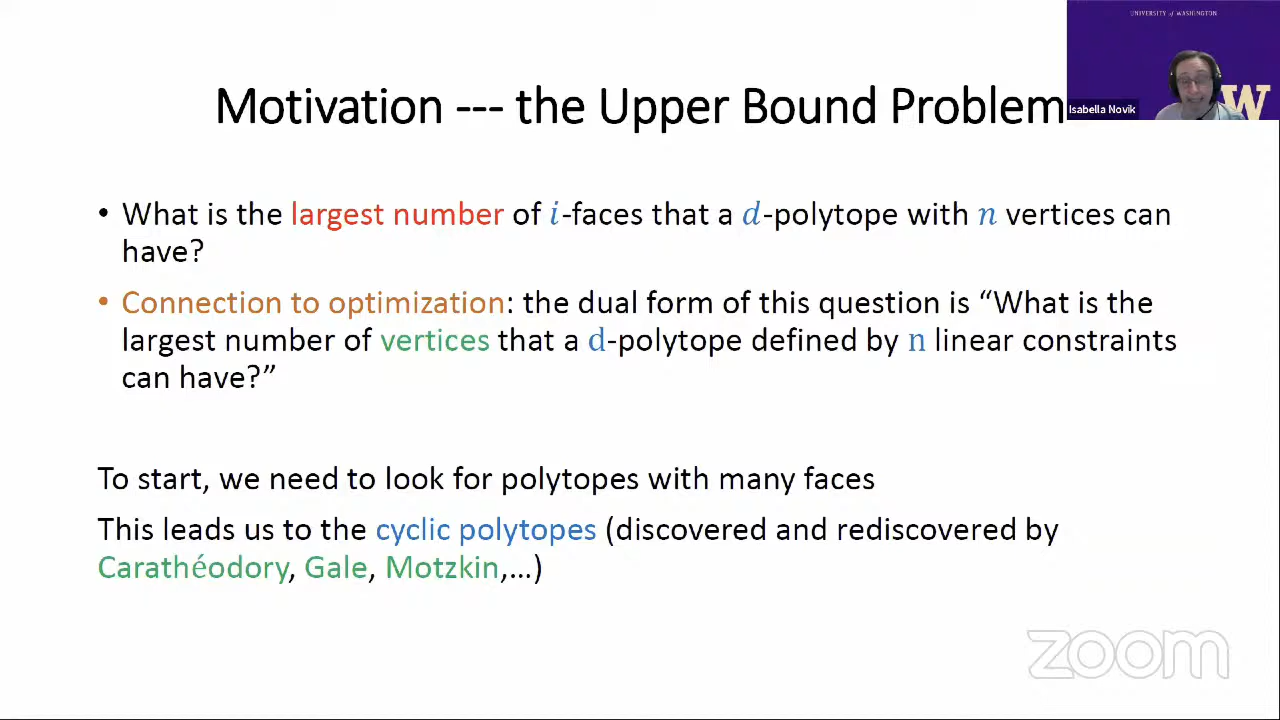 UNIVERSITY of WASHINGTON
W
Isabella Novik
Motivation --- the Upper Bound Problem
• What is the largest number of i-faces that a d-polytope with n vertices can
have?
• Connection to optimization: the dual form of this question is “What is the
largest number of vertices that a d-polytope defined by n linear constraints
can have?”
To start, we need to look for polytopes with many faces
This leads us to the cyclic polytopes (discovered and rediscovered by
Carathéodory, Gale, Motzkin,…)
zoom